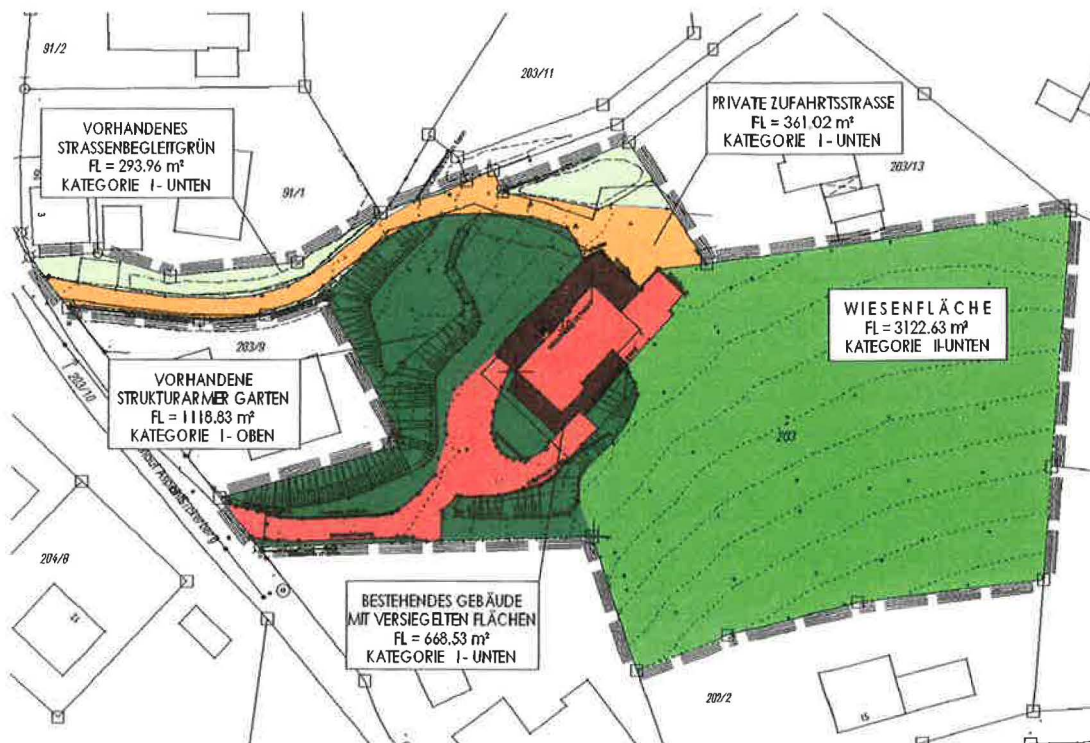 91/2
203/11
VORHANDENES
STRASSENBEGLEITGRÜN
FL = 293.96 m²
KATEGORIE I - UNTEN
PRIVATE ZUFAHRTSSTRASSE
FL = 361.02 m²
KATEGORIE I - UNTEN
203/13
91/1
3
WIESENFLÄCHE
FL = 3122.63 m²
KATEGORIE II-UNTEN
203/9
203/10
VORHANDENE
STRUKTURARMER GARTEN
FL = 1118.83 m²
KATEGORIE I - OBEN
203
204/8
BESTEHENDES GEBÄUDE
MIT VERSIEGELTEN FLÄCHEN
FL = 668.53 m²
KATEGORIE I - UNTEN
202/2
15